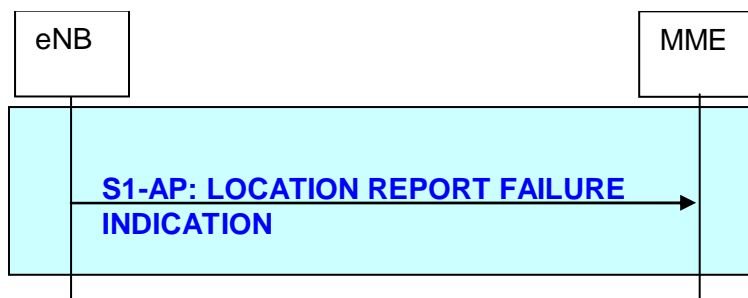 eNB
MME
S1-AP: LOCATION REPORT FAILURE
INDICATION